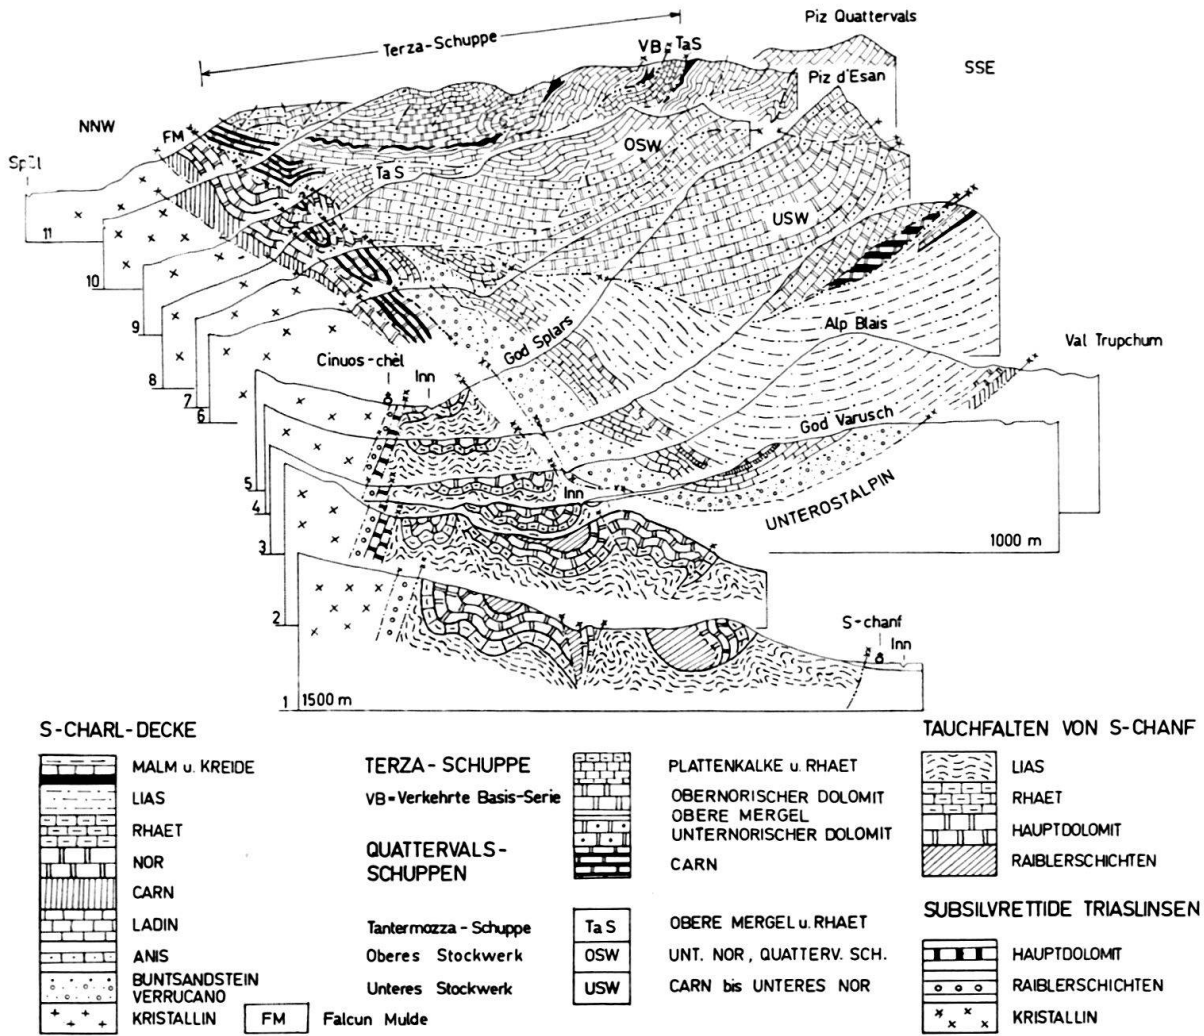 Piz Quattervals
Terza-Schuppe
VB TaS
SSE
Piz d'Esan
NNW
FM
OSW
Spöl
TaS
USW
11
10
9
God Splars
Alp Blais
Val Trupchum
Cinuos-chel
Inn
8
7
6
God Varusch
5
Inn
4
UNTEROSTALPIN
3
1000 m
2
S-chanf
Inn
1 1500 m
S-CHARL-DECKE
MALM u. KREIDE
LIAS
RHAET
NOR
CARN
LADIN
ANIS
BUNTSANDSTEIN
VERRUCANO
KRISTALLIN
FM Falcun Mulde
TERZA-SCHUPPE
VB = Verkehrte Basis-Serie
QUATTERVALS-
SCHUPPEN
PLATTENKALKE u. RHAET
OBERNORISCHER DOLOMIT
OBERE MERGEL
UNTERNORISCHER DOLOMIT
CARN
Tantermozza-Schuppe TaS OBERE MERGEL u. RHAET
Oberes Stockwerk OSW UNT. NOR, QUATTERV. SCH.
Unteres Stockwerk USW CARN bis UNTERES NOR
TAUCHFALTEN VON S-CHANF
LIAS
RHAET
HAUPTDOLOMIT
RAIBLERSCHICHTEN
SUBSILVRETTIDE TRIASLINSEN
HAUPTDOLOMIT
RAIBLERSCHICHTEN
KRISTALLIN